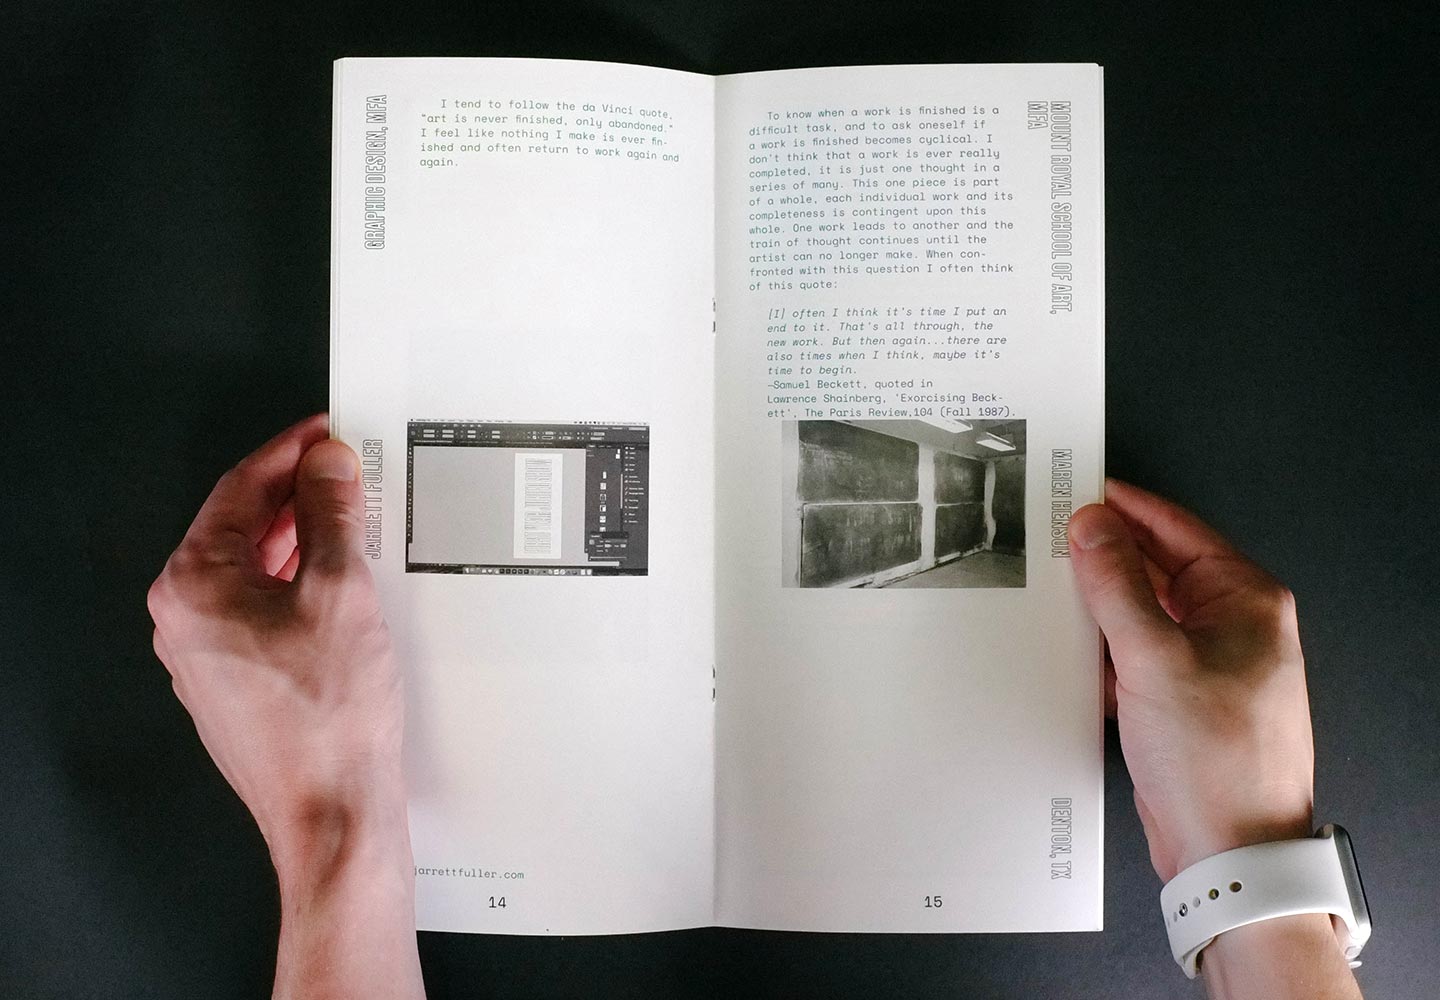 GRAPHIC DESIGN, MFA
I tend to follow the da Vinci quote,
"art is never finished, only abandoned."
I feel like nothing I make is ever fin-
ished and often return to work again and
again.
JARRETT FULLER
jarrettfuller.com
14
To know when a work is finished is a
difficult task, and to ask oneself if
a work is finished becomes cyclical. I
don't think that a work is ever really
completed, it is just one thought in a
series of many. This one piece is part
of a whole, each individual work and its
completeness is contingent upon this
whole. One work leads to another and the
train of thought continues until the
artist can no longer make. When con-
fronted with this question I often think
of this quote:
[I] often I think it's time I put an
end to it. That's all through, the
new work. But then again...there are
also times when I think, maybe it's
time to begin.
—Samuel Beckett, quoted in
Lawrence Shainberg, 'Exorcising Beck-
ett', The Paris Review,104 (Fall 1987).
MOUNT ROYAL SCHOOL OF ART,
MFA
MAREN HENSON
DENTON, TX
15